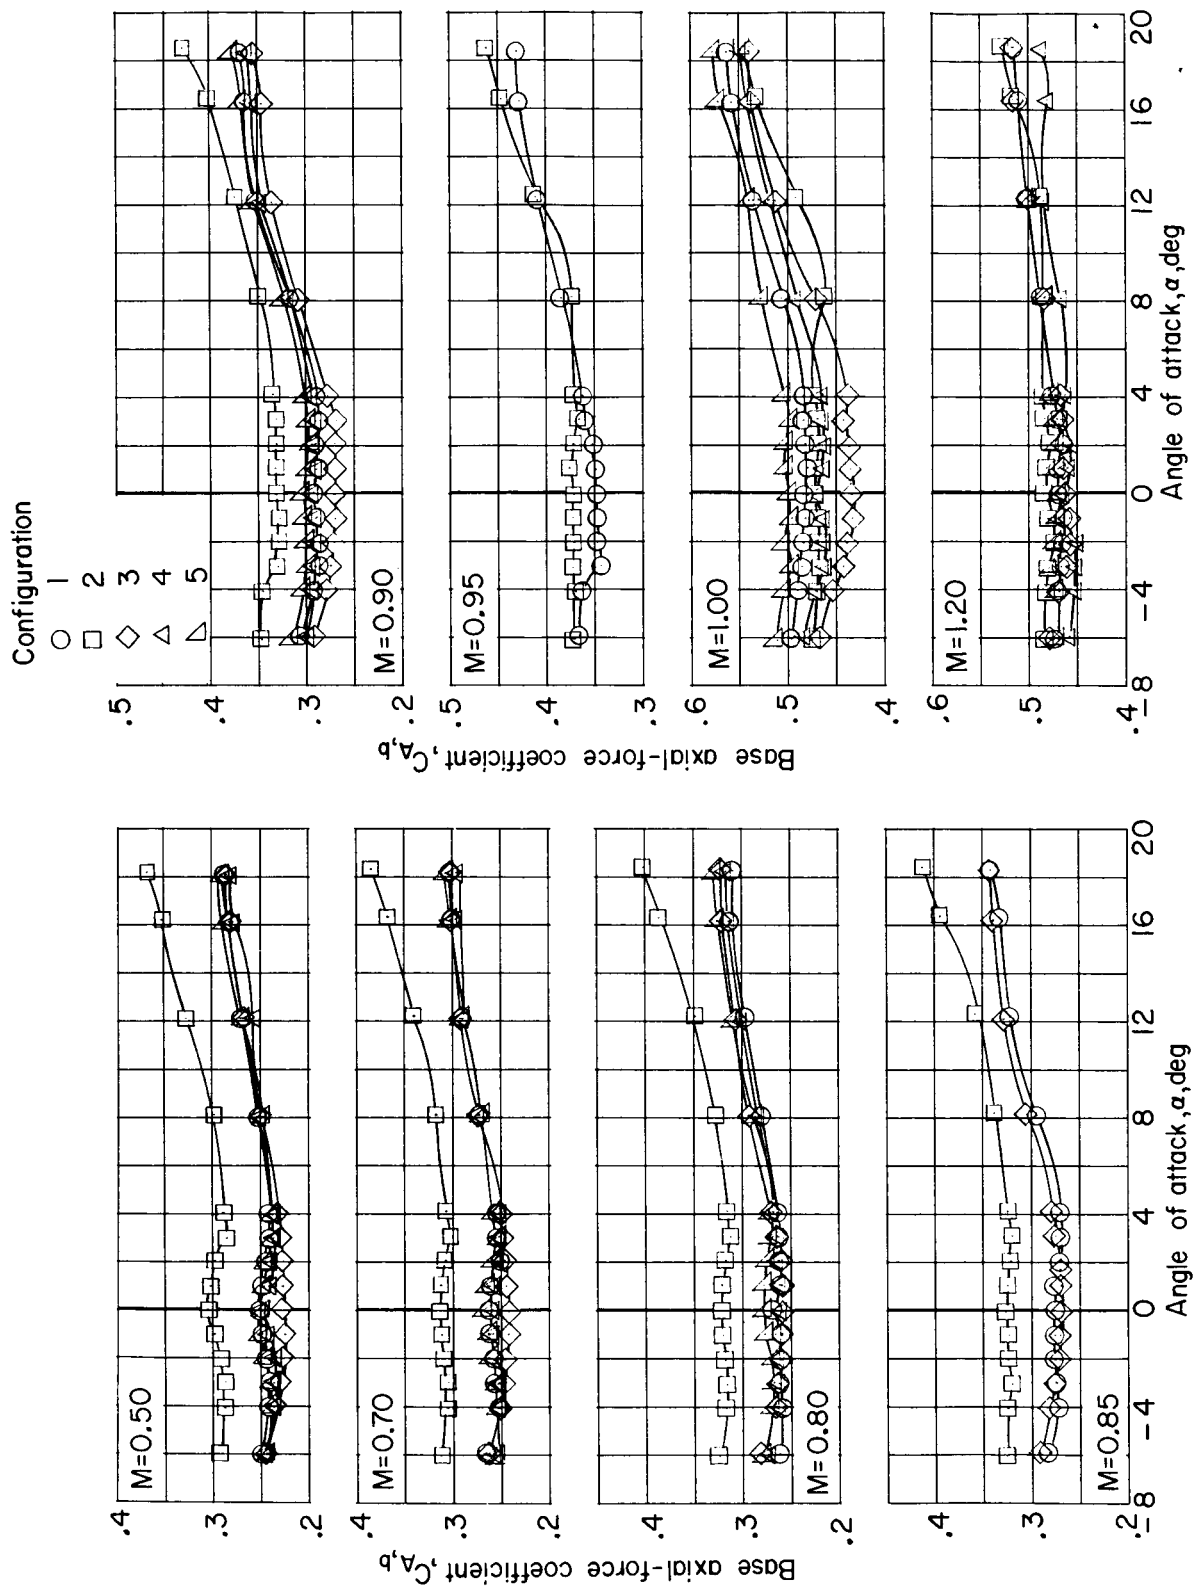 Configuration
1
2
3
4
5
Base axial-force coefficient, C_A,b
.4
.3
.2
M=0.50
.4
.3
.2
M=0.70
.4
.3
.2
M=0.80
.4
.3
.2
M=0.85
-8 -4 0 4 8 12 16 20
Angle of attack, α, deg
Base axial-force coefficient, C_A,b
.5
.4
.3
.2
M=0.90
.5
.4
.3
M=0.95
.6
.5
.4
M=1.00
.6
.5
.4
M=1.20
-8 -4 0 4 8 12 16 20
Angle of attack, α, deg